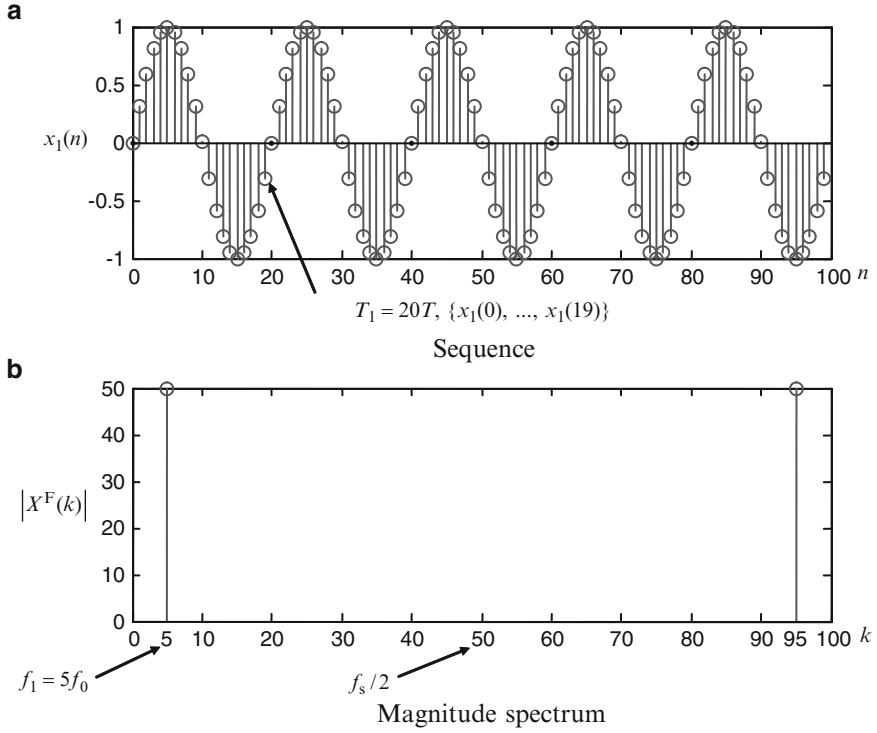 a
1
0.5
x₁(n) 0
-0.5
-1
0 10 20 30 40 50 60 70 80 90 100 n
T₁ = 20T, {x₁(0), ..., x₁(19)}
Sequence
b
50
40
30
|Xᶠ(k)|
20
10
0
0 5 10 20 30 40 50 60 70 80 90 95 100 k
f₁ = 5f₀ fₛ/2
Magnitude spectrum